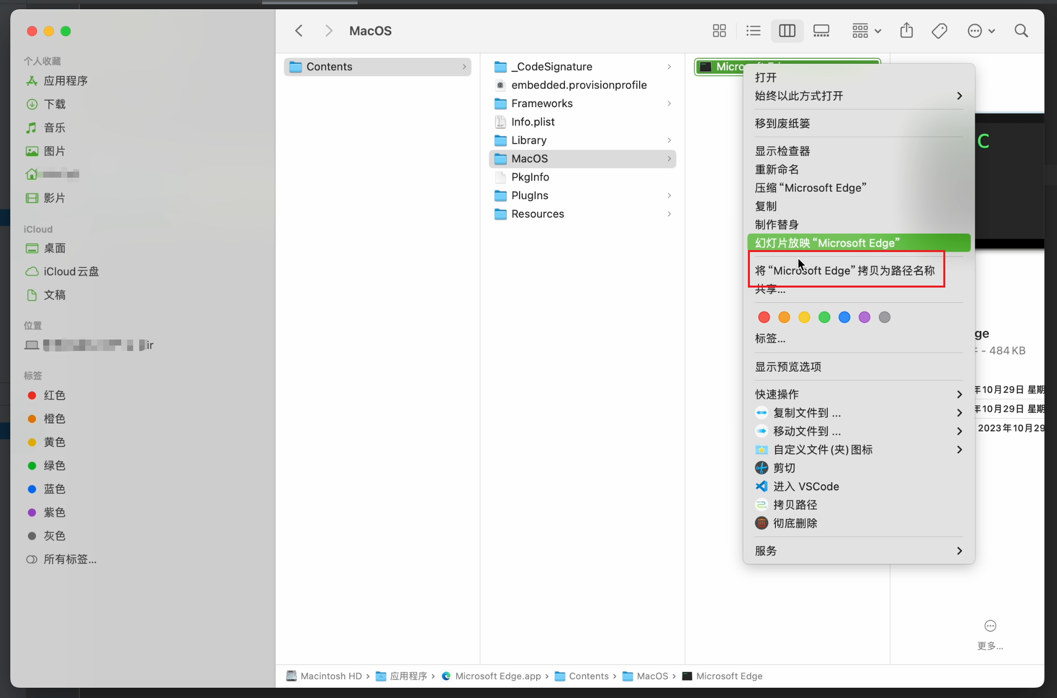 MacOS
个人收藏
应用程序
下载
音乐
图片
影片
iCloud
桌面
iCloud云盘
文稿
位置
ir
标签
红色
橙色
黄色
绿色
蓝色
紫色
灰色
所有标签...
Contents
_CodeSignature
embedded.provisionprofile
Frameworks
Info.plist
Library
MacOS
PkgInfo
PlugIns
Resources
打开
始终以此方式打开
移到废纸篓
显示检查器
重新命名
压缩“Microsoft Edge”
复制
制作替身
幻灯片放映“Microsoft Edge”
将“Microsoft Edge”拷贝为路径名称
共享...
标签...
显示预览选项
快速操作
复制文件到 ...
移动文件到 ...
自定义文件(夹)图标
剪切
进入 VSCode
拷贝路径
彻底删除
服务
C
ge
- 484 KB
年10月29日 星期
年10月29日 星期
2023年10月29
更多...
Macintosh HD › 应用程序 › Microsoft Edge.app › Contents › MacOS › Microsoft Edge